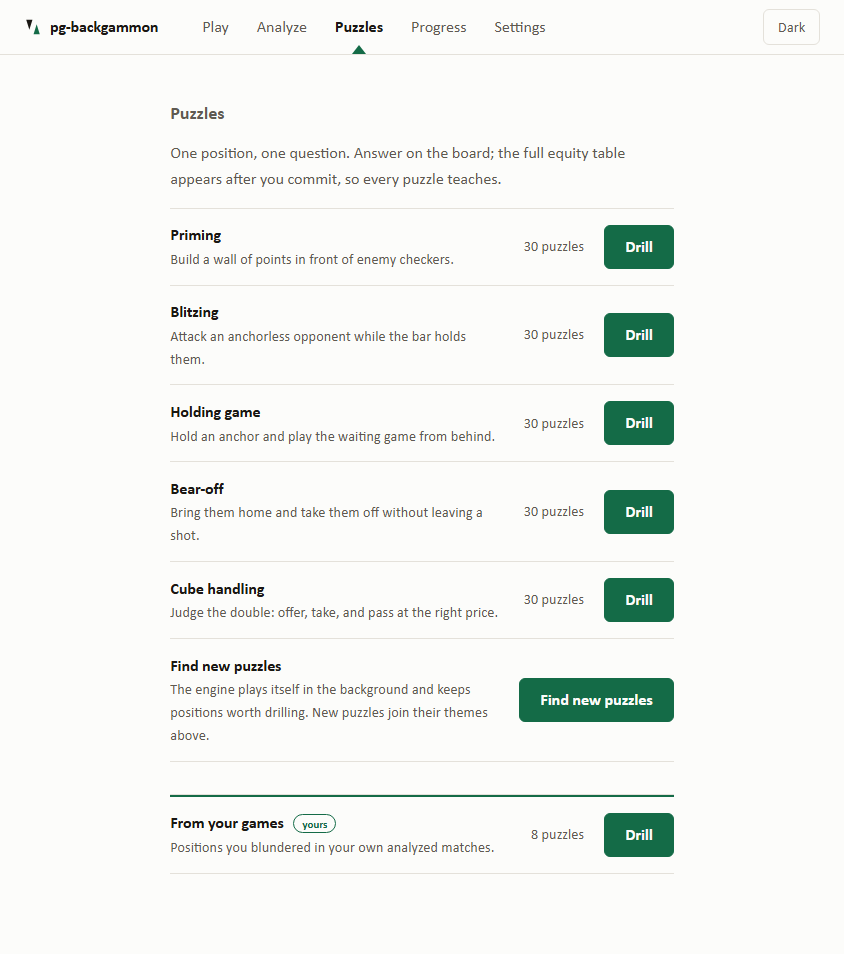 pg-backgammon Play Analyze Puzzles Progress Settings Dark
Puzzles
One position, one question. Answer on the board; the full equity table
appears after you commit, so every puzzle teaches.
Priming
Build a wall of points in front of enemy checkers.
30 puzzles
Drill
Blitzing
Attack an anchorless opponent while the bar holds
them.
30 puzzles
Drill
Holding game
Hold an anchor and play the waiting game from behind.
30 puzzles
Drill
Bear-off
Bring them home and take them off without leaving a
shot.
30 puzzles
Drill
Cube handling
Judge the double: offer, take, and pass at the right price.
30 puzzles
Drill
Find new puzzles
The engine plays itself in the background and keeps
positions worth drilling. New puzzles join their themes
above.
Find new puzzles
From your games yours
Positions you blundered in your own analyzed matches.
8 puzzles
Drill